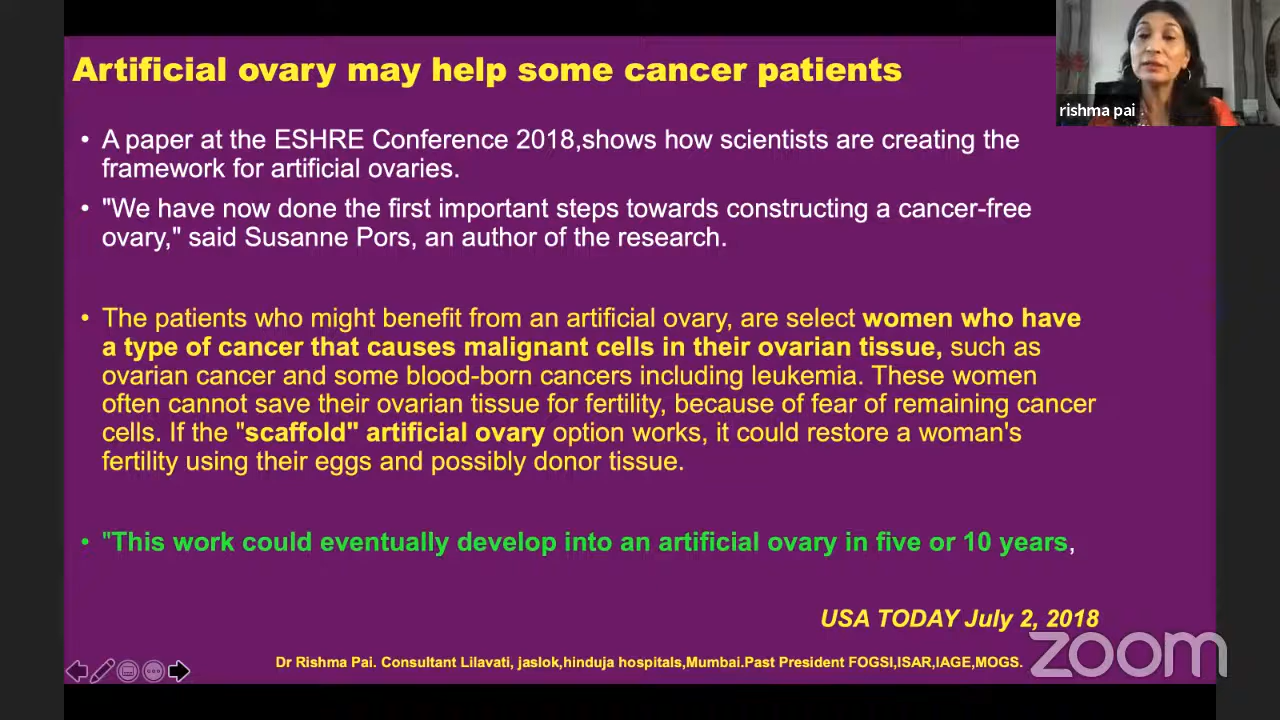 Artificial ovary may help some cancer patients
rishma pai
• A paper at the ESHRE Conference 2018,shows how scientists are creating the
framework for artificial ovaries.
• "We have now done the first important steps towards constructing a cancer-free
ovary," said Susanne Pors, an author of the research.
• The patients who might benefit from an artificial ovary, are select women who have
a type of cancer that causes malignant cells in their ovarian tissue, such as
ovarian cancer and some blood-born cancers including leukemia. These women
often cannot save their ovarian tissue for fertility, because of fear of remaining cancer
cells. If the "scaffold" artificial ovary option works, it could restore a woman's
fertility using their eggs and possibly donor tissue.
• "This work could eventually develop into an artificial ovary in five or 10 years,
USA TODAY July 2, 2018
zoom
Dr Rishma Pai. Consultant Lilavati, jaslok,hinduja hospitals,Mumbai.Past President FOGSI,ISAR,IAGE,MOGS.